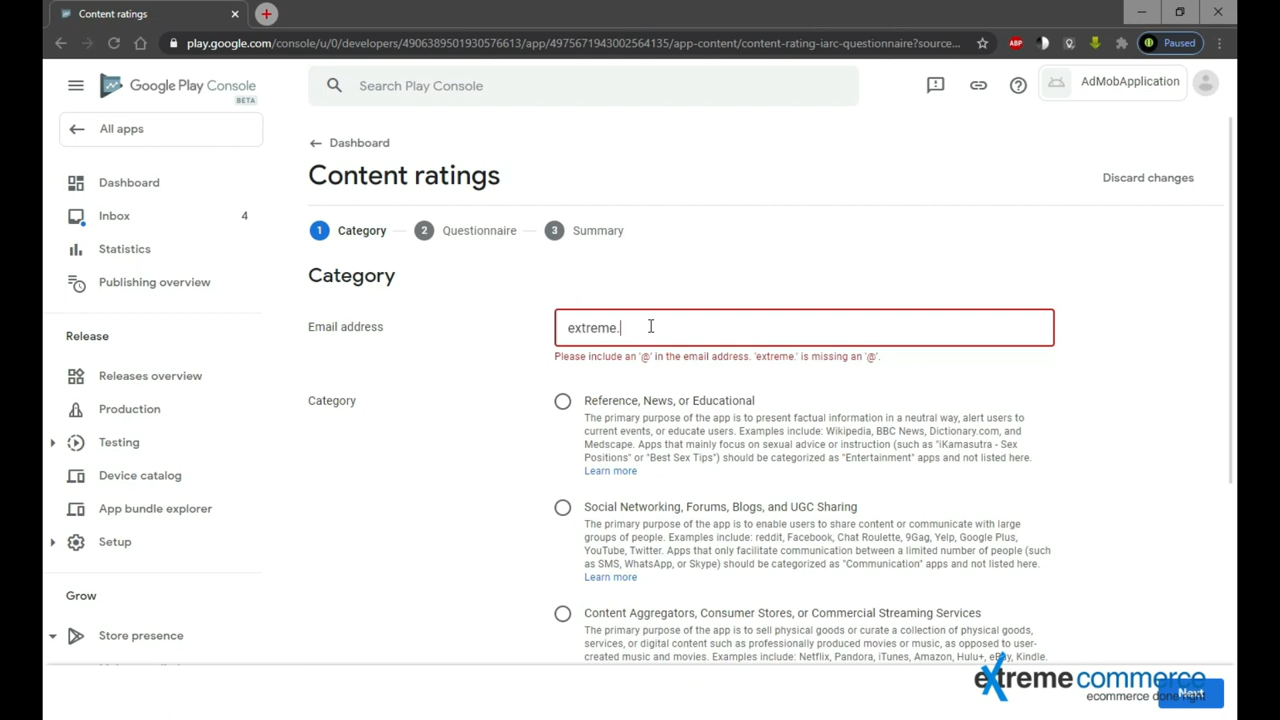 Content ratings
play.google.com/console/u/0/developers/4906389501930576613/app/4975671943002564135/app-content/content-rating-iarc-questionnaire?source...
ABP
Paused
Google Play Console
BETA
Search Play Console
AdMobApplication
All apps
Dashboard
Inbox 4
Statistics
Publishing overview
Release
Releases overview
Production
Testing
Device catalog
App bundle explorer
Setup
Grow
Store presence
Dashboard
Content ratings
Discard changes
1 Category 2 Questionnaire 3 Summary
Category
Email address
extreme.
Please include an '@' in the email address. 'extreme.' is missing an '@'.
Category
Reference, News, or Educational
The primary purpose of the app is to present factual information in a neutral way, alert users to
current events, or educate users. Examples include: Wikipedia, BBC News, Dictionary.com, and
Medscape. Apps that mainly focus on sexual advice or instruction (such as "iKamasutra - Sex
Positions" or "Best Sex Tips") should be categorized as "Entertainment" apps and not listed here.
Learn more
Social Networking, Forums, Blogs, and UGC Sharing
The primary purpose of the app is to enable users to share content or communicate with large
groups of people. Examples include: reddit, Facebook, Chat Roulette, 9Gag, Yelp, Google Plus,
YouTube, Twitter. Apps that only facilitate communication between a limited number of people (such
as SMS, WhatsApp, or Skype) should be categorized as "Communication" apps and not listed here.
Learn more
Content Aggregators, Consumer Stores, or Commercial Streaming Services
The primary purpose of the app is to sell physical goods or curate a collection of physical goods,
services, or digital content such as professionally produced movies or music, as opposed to user-
created music and movies. Examples include: Netflix, Pandora, iTunes, Amazon, Hulu+, eBay, Kindle.
extreme commerce
ecommerce done right
Next